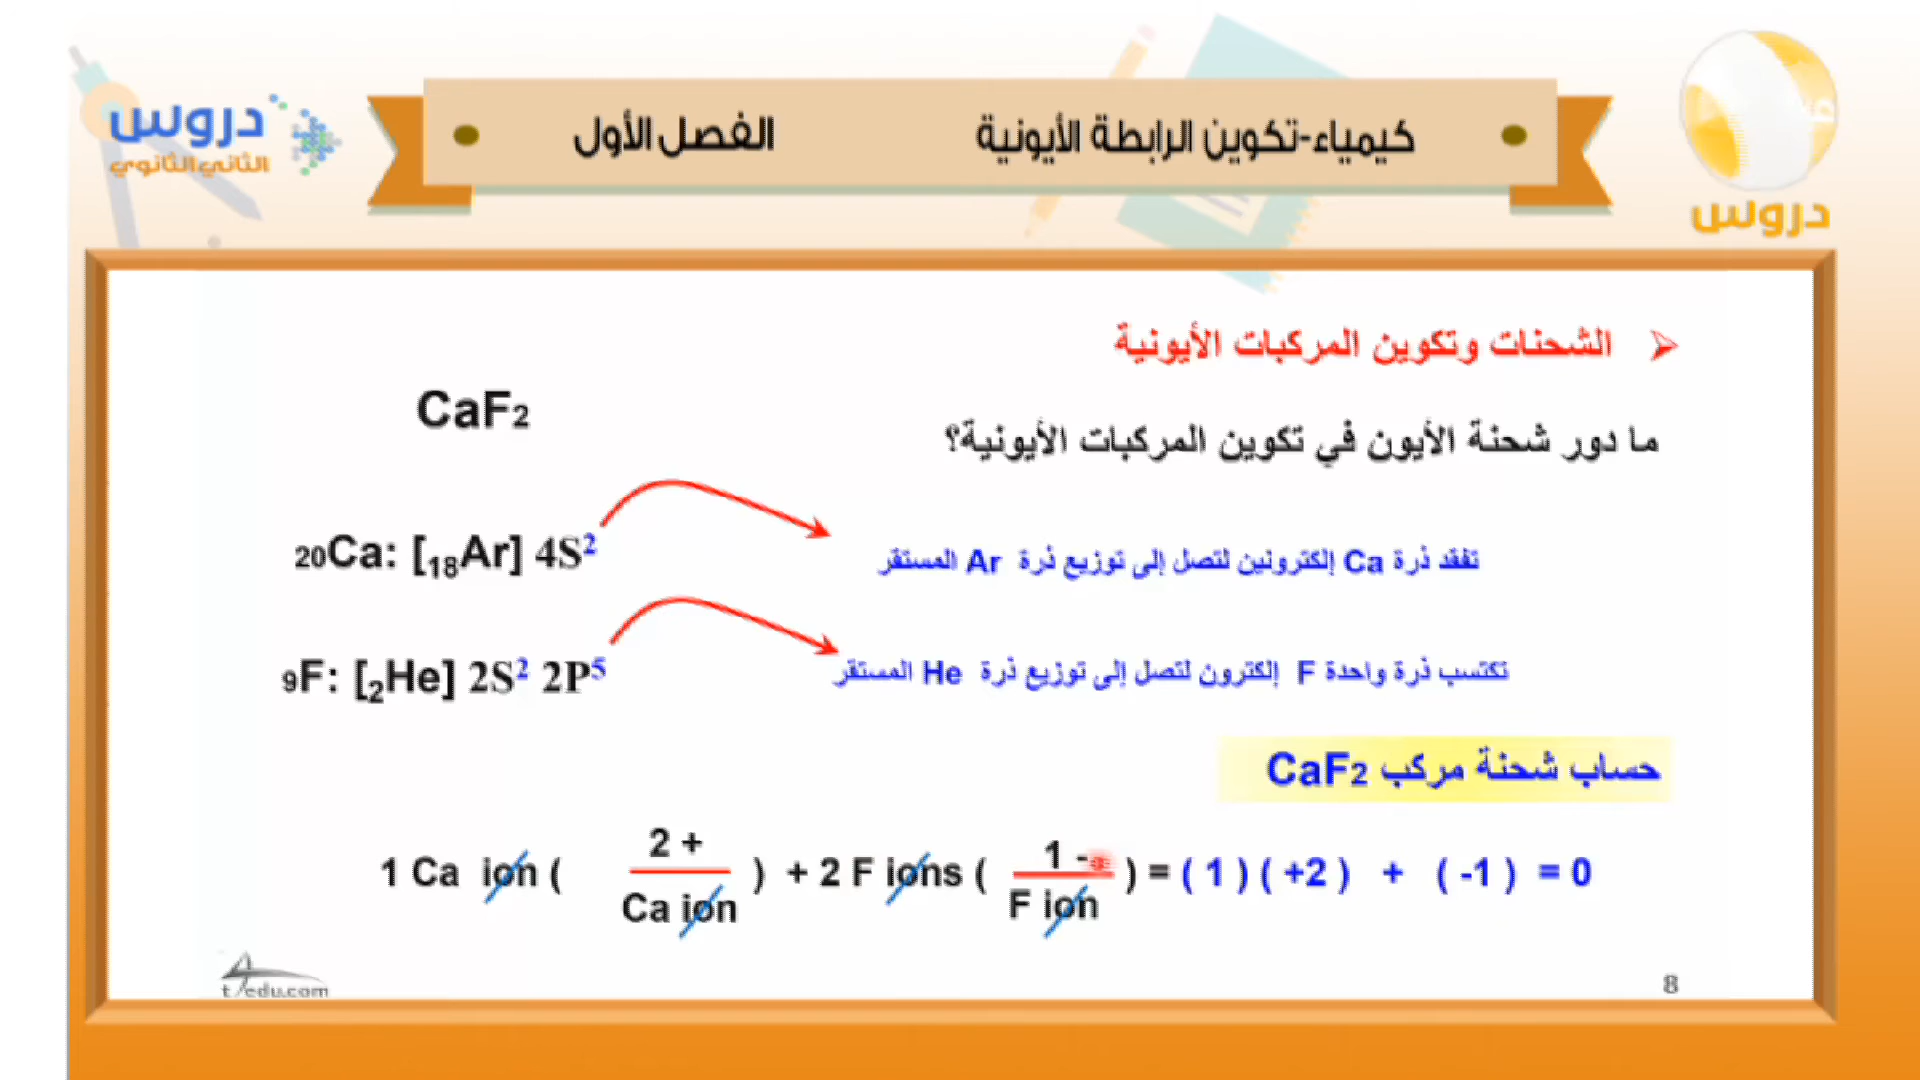 دروس
الثاني الثانوي
كيمياء-تكوين الرابطة الأيونية
الفصل الأول
دروس
الشحنات وتكوين المركبات الأيونية
CaF₂
ما دور شحنة الأيون في تكوين المركبات الأيونية؟
₂₀Ca: [₁₈Ar] 4S²
تفقد ذرة Ca إلكترونين لتصل إلى توزيع ذرة Ar المستقر
₉F: [₂He] 2S² 2P⁵
تكتسب ذرة واحدة F إلكترون لتصل إلى توزيع ذرة He المستقر
حساب شحنة مركب CaF₂
1 Ca ion ( 2 + / Ca ion ) + 2 F ions ( 1 - / F ion ) = ( 1 ) ( +2 ) + ( -1 ) = 0
8